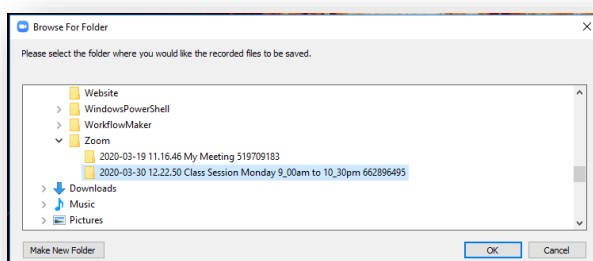 Browse For Folder
Please select the folder where you would like the recorded files to be saved.
Website
WindowsPowerShell
WorkflowMaker
Zoom
2020-03-19 11.16.46 My Meeting 519709183
2020-03-30 12.22.50 Class Session Monday 9_00am to 10_30pm 662896495
Downloads
Music
Pictures
Make New Folder OK Cancel